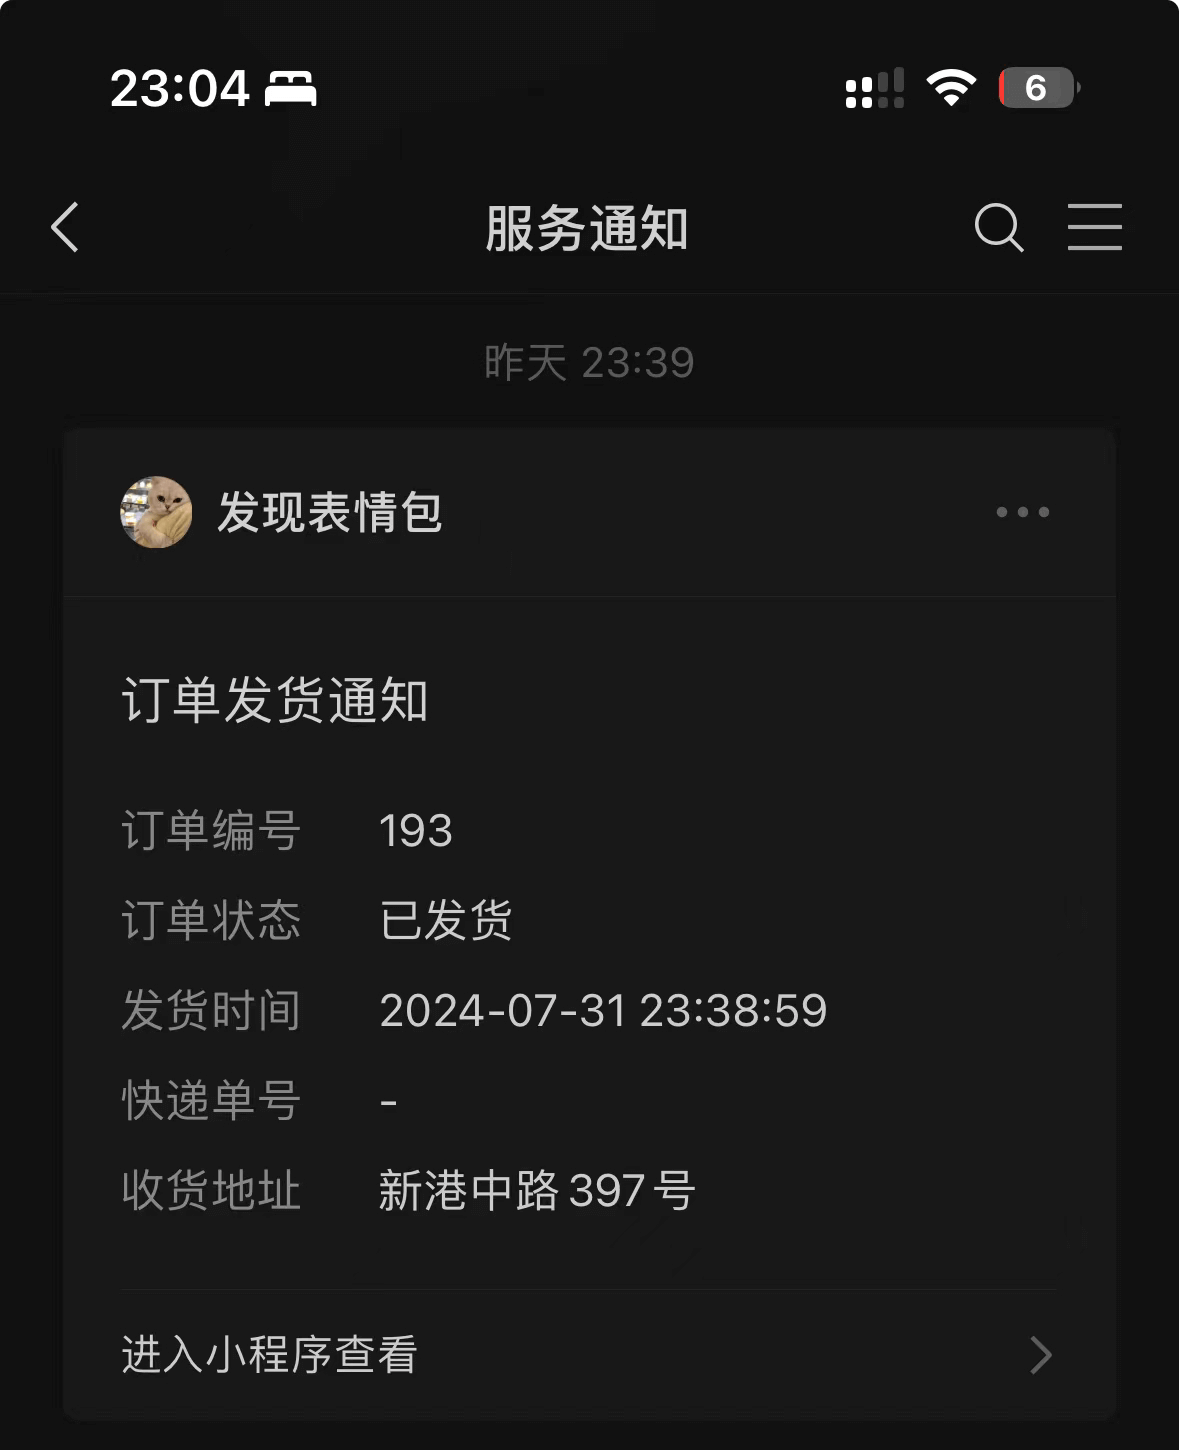 23:04
6
服务通知
昨天 23:39
发现表情包
订单发货通知
订单编号 193
订单状态 已发货
发货时间 2024-07-31 23:38:59
快递单号 -
收货地址 新港中路397号
进入小程序查看